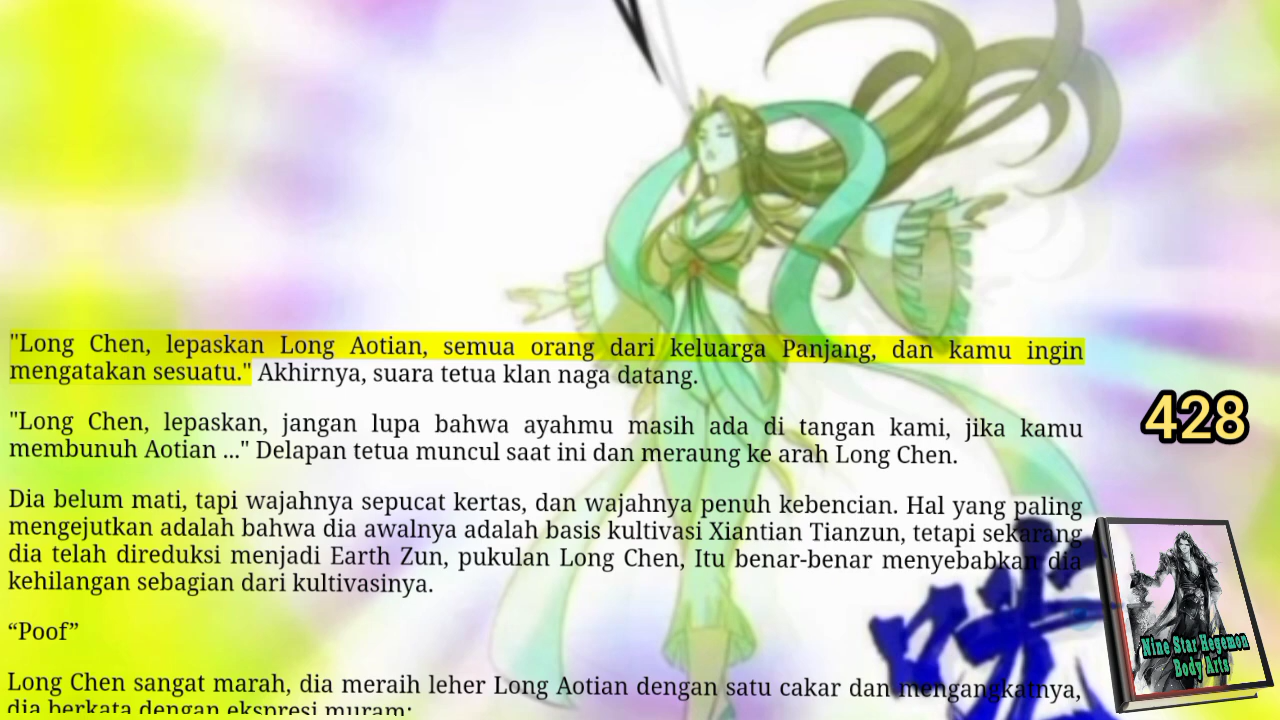 "Long Chen, lepaskan Long Aotian, semua orang dari keluarga Panjang, dan kamu ingin
mengatakan sesuatu." Akhirnya, suara tetua klan naga datang.
"Long Chen, lepaskan, jangan lupa bahwa ayahmu masih ada di tangan kami, jika kamu
membunuh Aotian ..." Delapan tetua muncul saat ini dan meraung ke arah Long Chen.
428
Dia belum mati, tapi wajahnya sepucat kertas, dan wajahnya penuh kebencian. Hal yang paling
mengejutkan adalah bahwa dia awalnya adalah basis kultivasi Xiantian Tianzun, tetapi sekarang
dia telah direduksi menjadi Earth Zun, pukulan Long Chen, Itu benar-benar menyebabkan dia
kehilangan sebagian dari kultivasinya.
“Poof”
Long Chen sangat marah, dia meraih leher Long Aotian dengan satu cakar dan mengangkatnya,
dia berkata dengan ekspresi muram:
Nine Star Hegemon
Body Arts